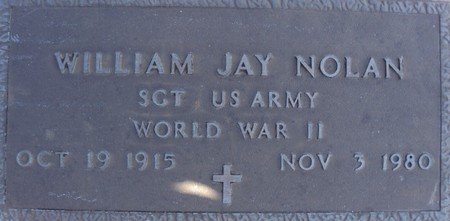 WILLIAM JAY NOLAN
SGT US ARMY
WORLD WAR II
OCT 19 1915 NOV 3 1980